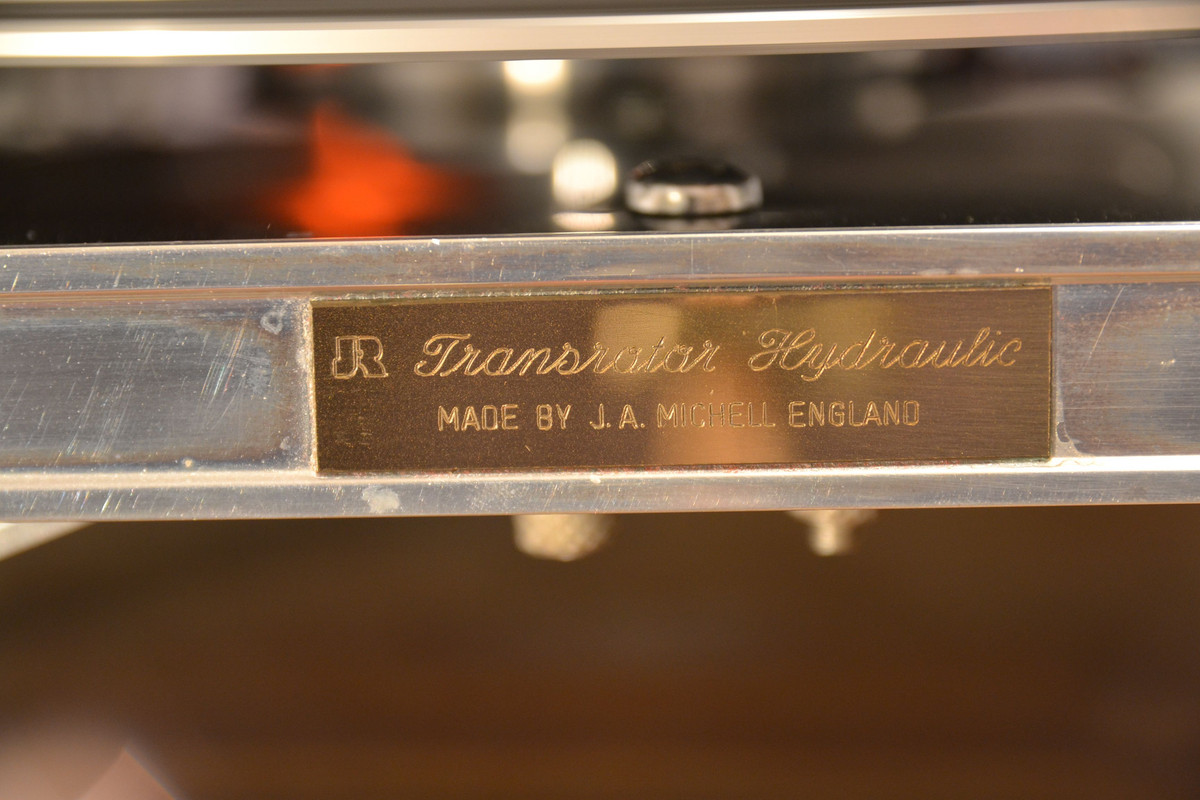 JR Transrotor Hydraulic
MADE BY J.A. MICHELL ENGLAND